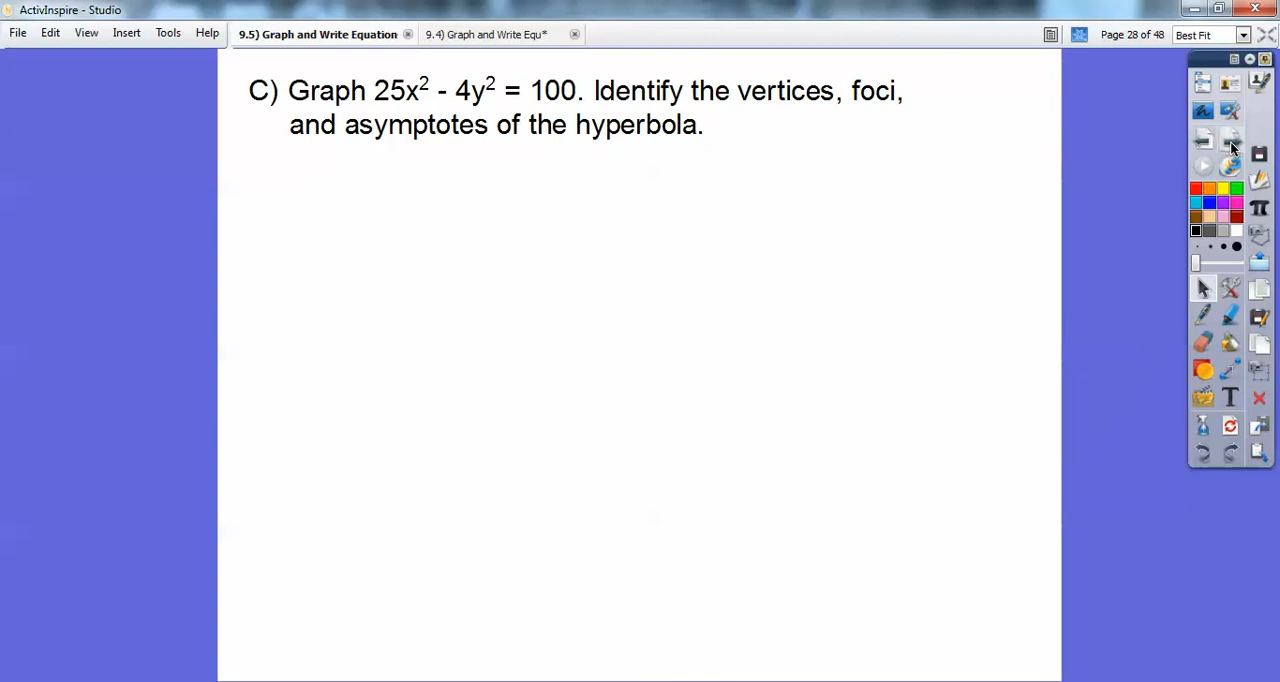 ActivInspire - Studio
File Edit View Insert Tools Help 9.5) Graph and Write Equation 9.4) Graph and Write Equ* Page 28 of 48 Best Fit
C) Graph 25x² - 4y² = 100. Identify the vertices, foci,
and asymptotes of the hyperbola.